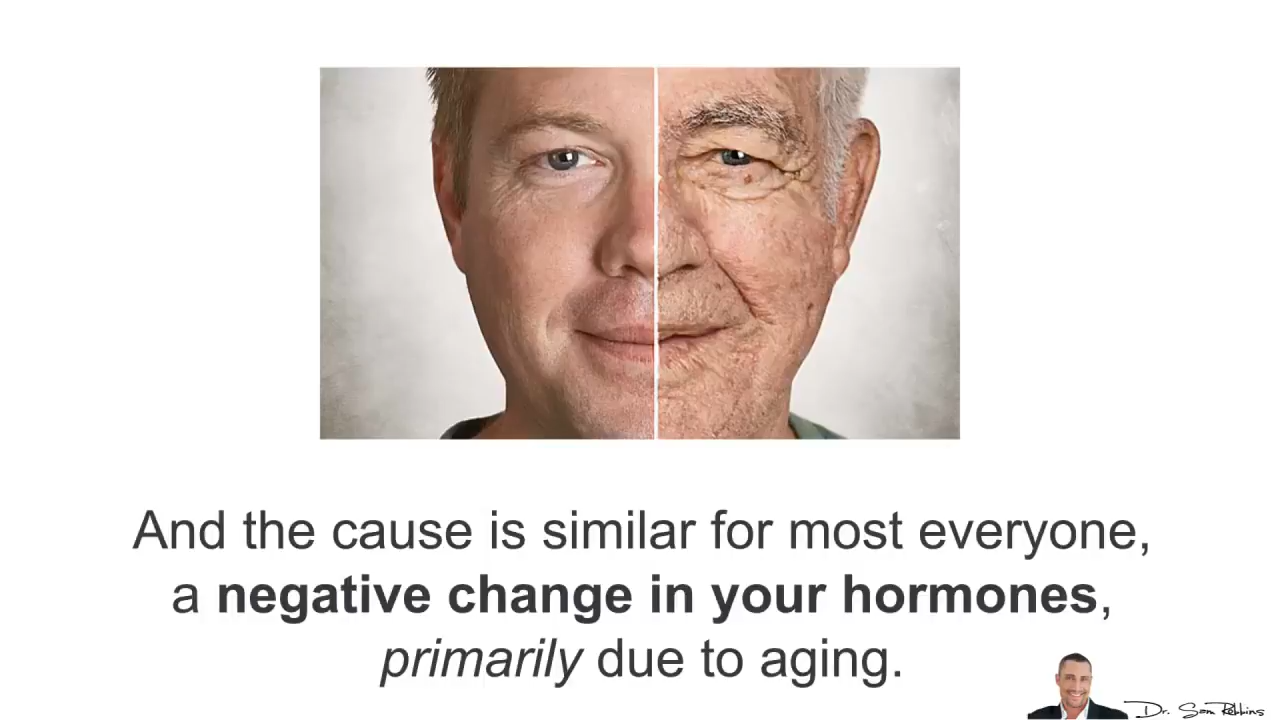 And the cause is similar for most everyone,
a negative change in your hormones,
primarily due to aging.
Dr. Sam Robbins